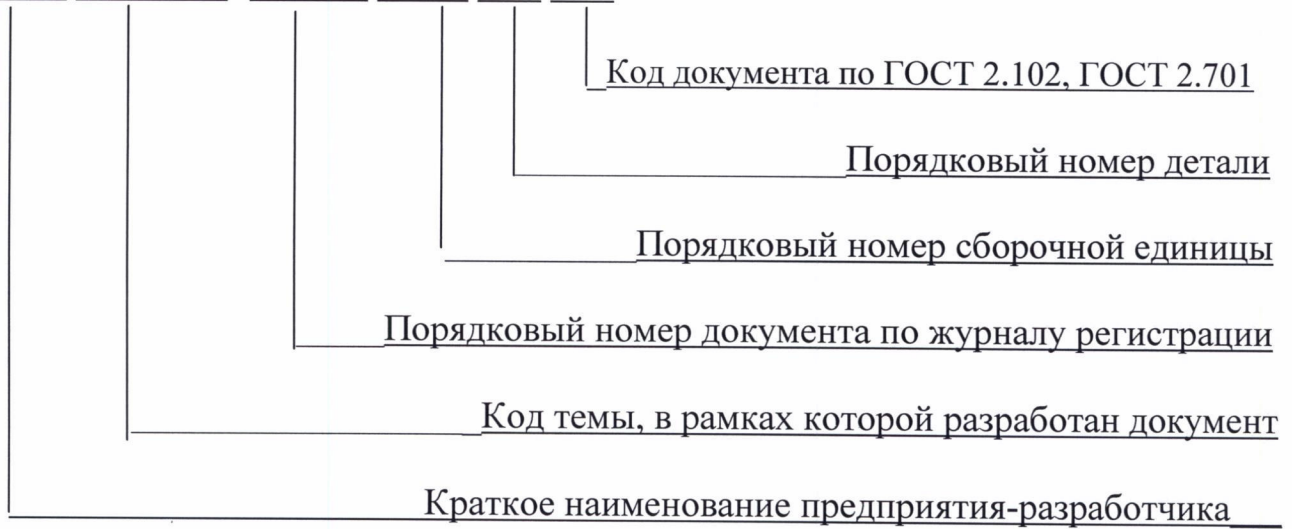 Код документа по ГОСТ 2.102, ГОСТ 2.701
Порядковый номер детали
Порядковый номер сборочной единицы
Порядковый номер документа по журналу регистрации
Код темы, в рамках которой разработан документ
Краткое наименование предприятия-разработчика